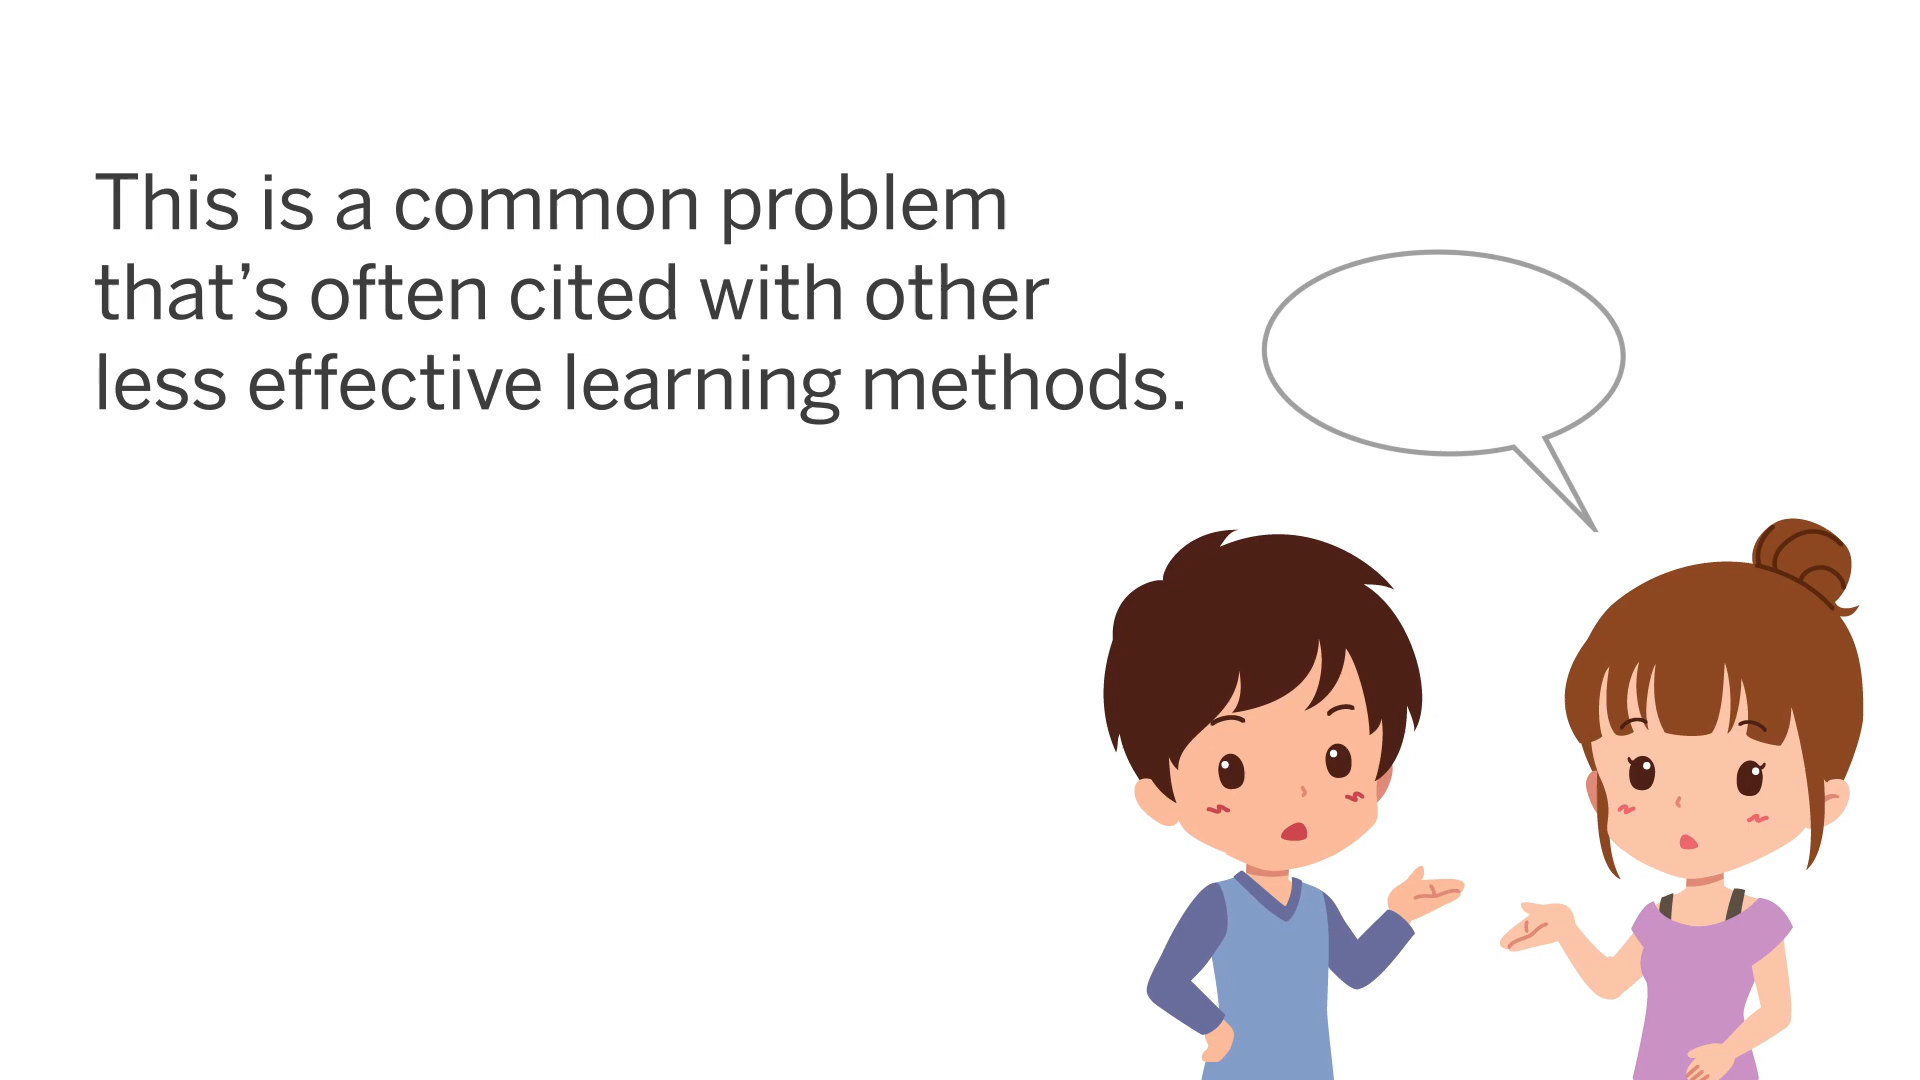 This is a common problem
that’s often cited with other
less effective learning methods.